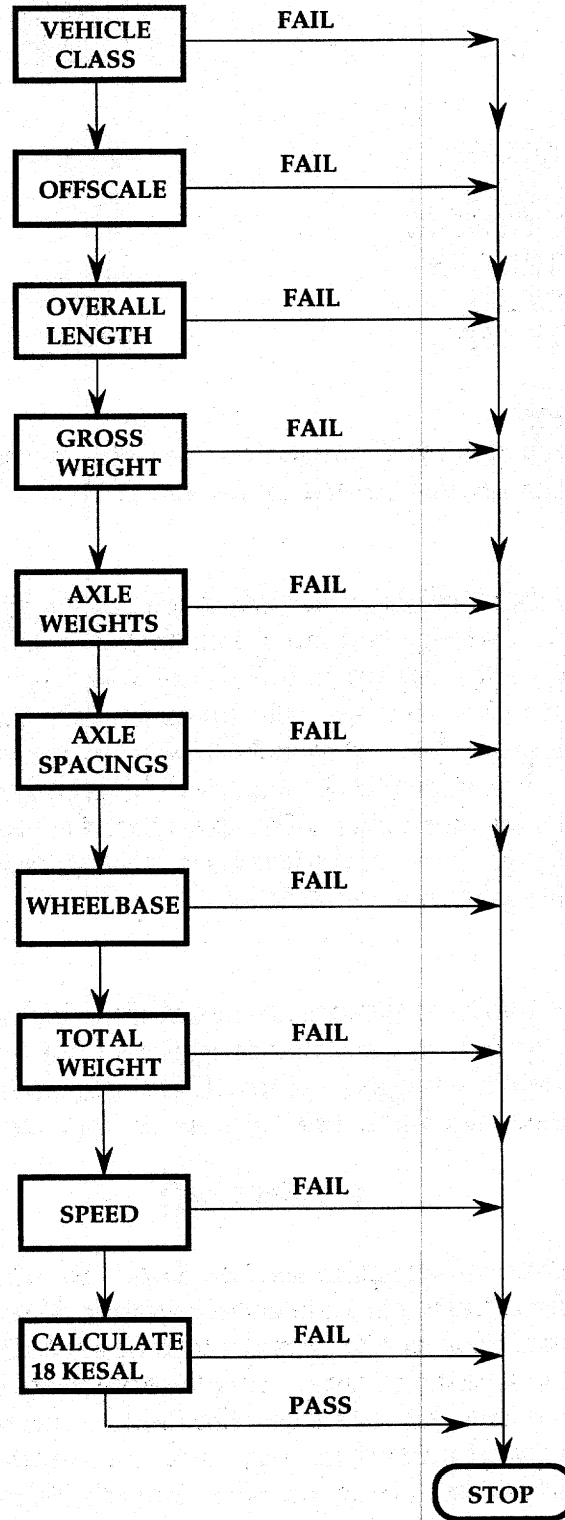 VEHICLE
CLASS
FAIL
OFFSCALE
FAIL
OVERALL
LENGTH
FAIL
GROSS
WEIGHT
FAIL
AXLE
WEIGHTS
FAIL
AXLE
SPACINGS
FAIL
WHEELBASE
FAIL
TOTAL
WEIGHT
FAIL
SPEED
FAIL
CALCULATE
18 KESAL
FAIL
PASS
STOP